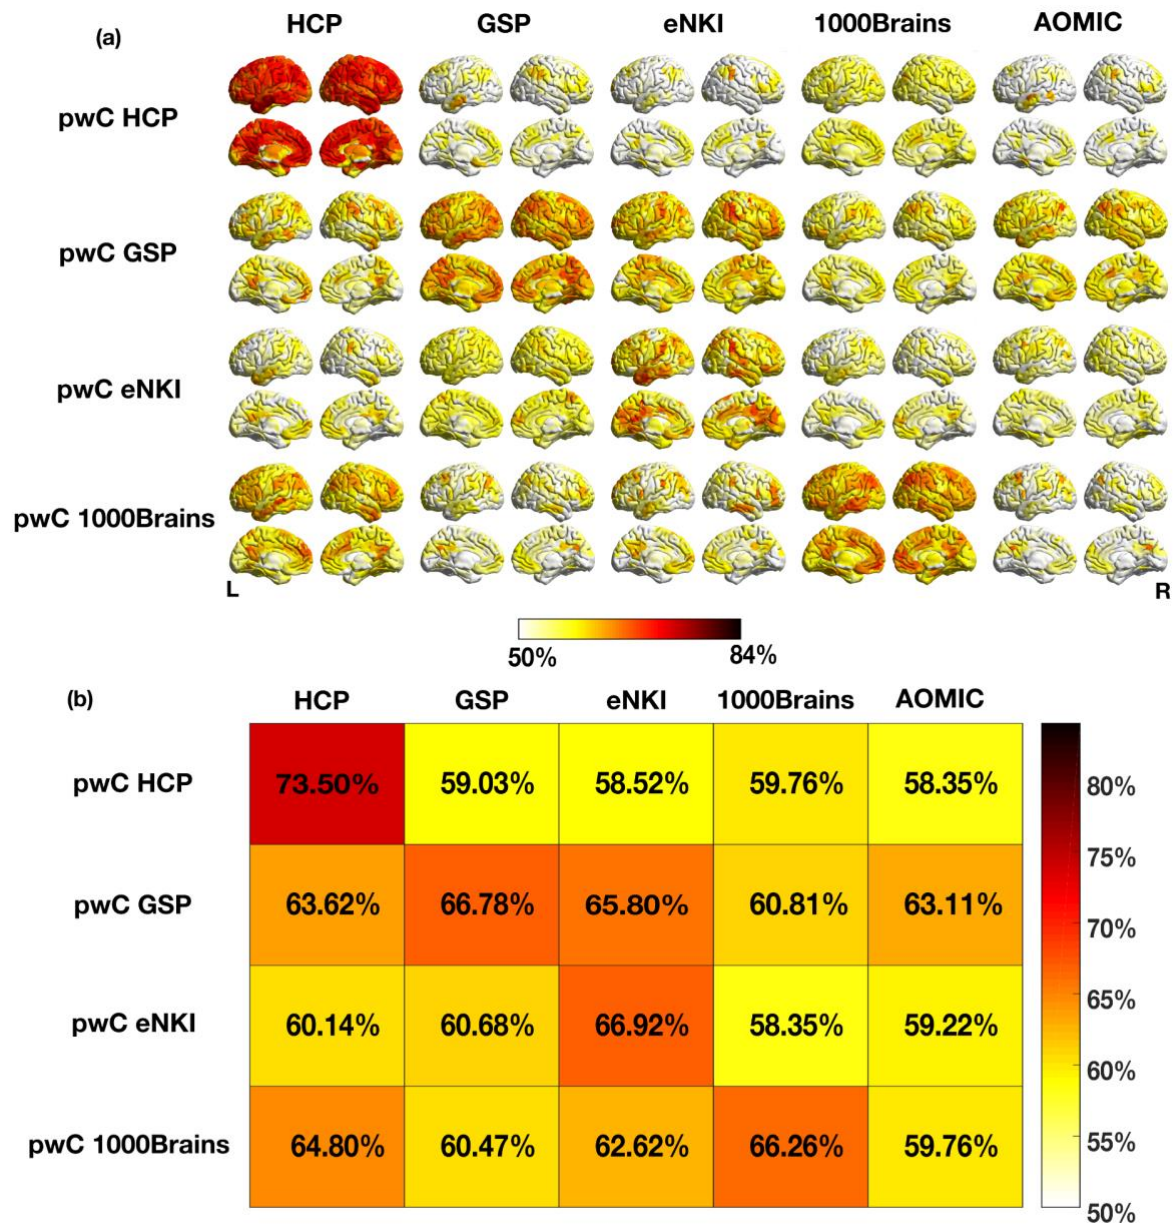 (a)
HCP GSP eNKI 1000Brains AOMIC
pwC HCP
pwC GSP
pwC eNKI
pwC 1000Brains
L R
50% 84%
(b)
HCP GSP eNKI 1000Brains AOMIC
pwC HCP 73.50% 59.03% 58.52% 59.76% 58.35%
pwC GSP 63.62% 66.78% 65.80% 60.81% 63.11%
pwC eNKI 60.14% 60.68% 66.92% 58.35% 59.22%
pwC 1000Brains 64.80% 60.47% 62.62% 66.26% 59.76%
80%
75%
70%
65%
60%
55%
50%